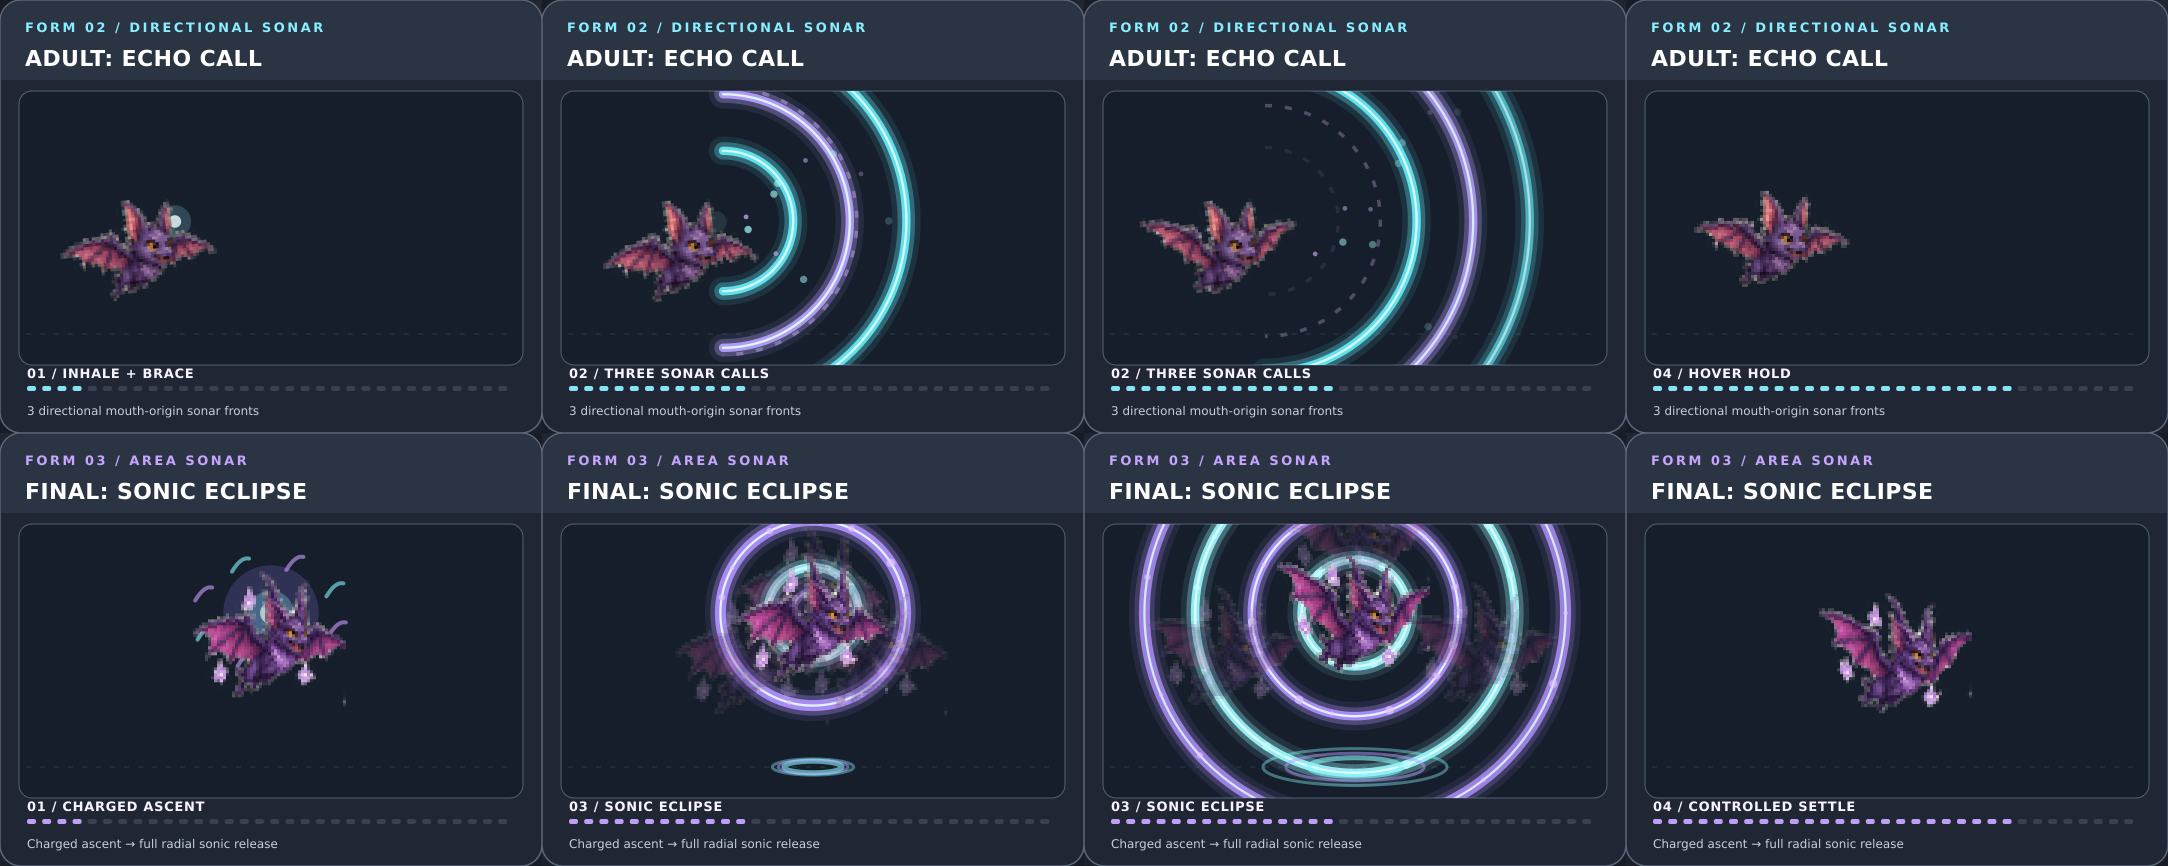 FORM 02 / DIRECTIONAL SONAR
ADULT: ECHO CALL
01 / INHALE + BRACE
3 directional mouth-origin sonar fronts
FORM 02 / DIRECTIONAL SONAR
ADULT: ECHO CALL
02 / THREE SONAR CALLS
3 directional mouth-origin sonar fronts
FORM 02 / DIRECTIONAL SONAR
ADULT: ECHO CALL
02 / THREE SONAR CALLS
3 directional mouth-origin sonar fronts
FORM 02 / DIRECTIONAL SONAR
ADULT: ECHO CALL
04 / HOVER HOLD
3 directional mouth-origin sonar fronts
FORM 03 / AREA SONAR
FINAL: SONIC ECLIPSE
01 / CHARGED ASCENT
Charged ascent → full radial sonic release
FORM 03 / AREA SONAR
FINAL: SONIC ECLIPSE
03 / SONIC ECLIPSE
Charged ascent → full radial sonic release
FORM 03 / AREA SONAR
FINAL: SONIC ECLIPSE
03 / SONIC ECLIPSE
Charged ascent → full radial sonic release
FORM 03 / AREA SONAR
FINAL: SONIC ECLIPSE
04 / CONTROLLED SETTLE
Charged ascent → full radial sonic release